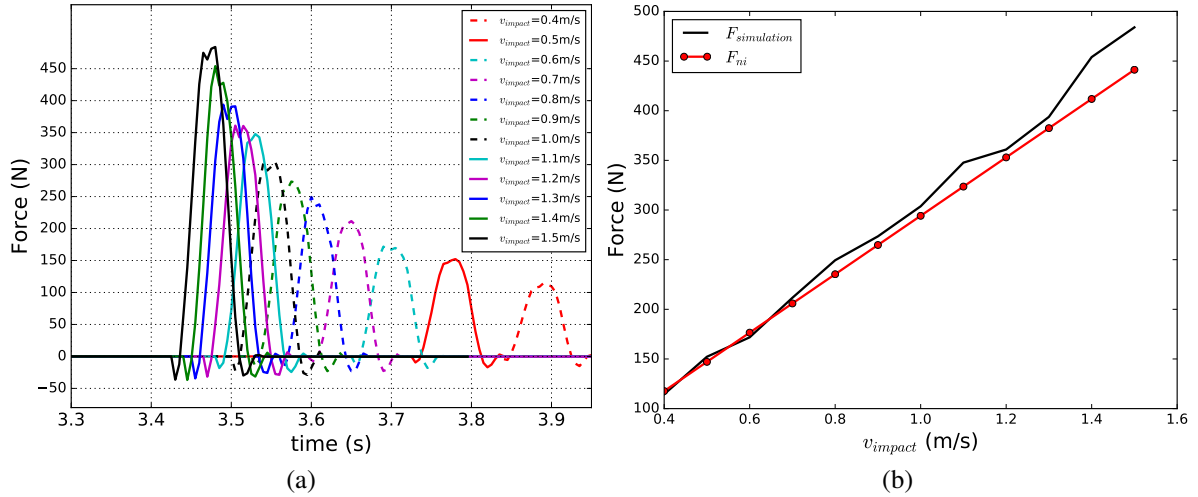 Force (N)
450
400
350
300
250
200
150
100
50
0
−50
3.3 3.4 3.5 3.6 3.7 3.8 3.9
time (s)
v_impact=0.4m/s
v_impact=0.5m/s
v_impact=0.6m/s
v_impact=0.7m/s
v_impact=0.8m/s
v_impact=0.9m/s
v_impact=1.0m/s
v_impact=1.1m/s
v_impact=1.2m/s
v_impact=1.3m/s
v_impact=1.4m/s
v_impact=1.5m/s
(a)
Force (N)
500
450
400
350
300
250
200
150
100
0.4 0.6 0.8 1.0 1.2 1.4 1.6
v_impact (m/s)
F_simulation
F_ni
(b)